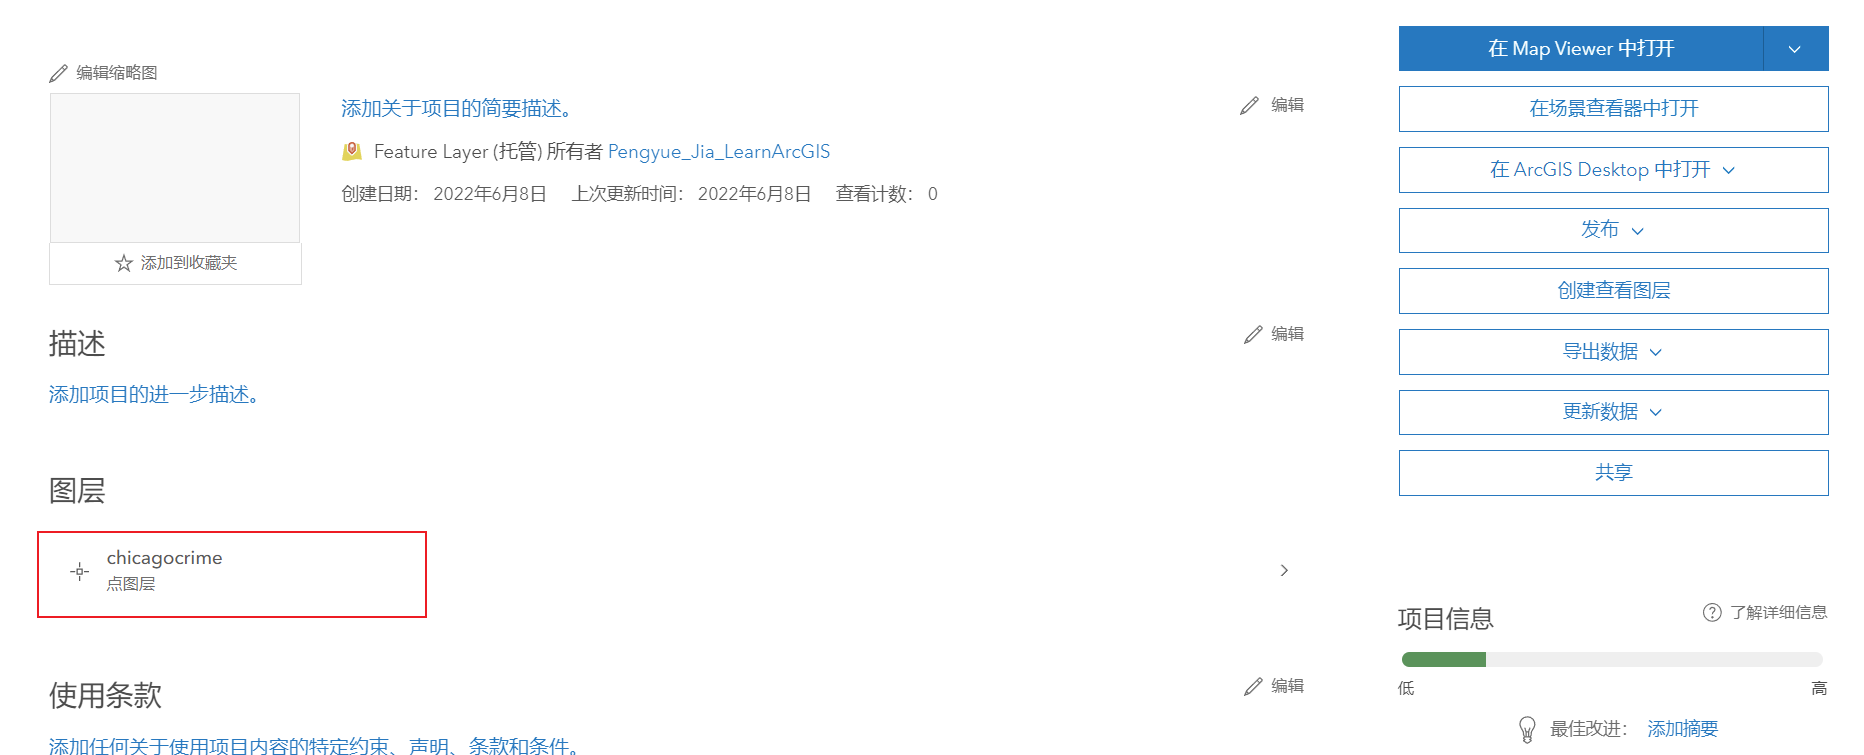 编辑缩略图
添加到收藏夹
添加关于项目的简要描述。
编辑
Feature Layer (托管) 所有者 Pengyue_Jia_LearnArcGIS
创建日期： 2022年6月8日 上次更新时间： 2022年6月8日 查看计数： 0
描述
编辑
添加项目的进一步描述。
图层
chicagocrime
点图层
使用条款
编辑
添加任何关于使用项目内容的特定约束、声明、条款和条件。
在 Map Viewer 中打开
在场景查看器中打开
在 ArcGIS Desktop 中打开
发布
创建查看图层
导出数据
更新数据
共享
项目信息
了解详细信息
低 高
最佳改进： 添加摘要